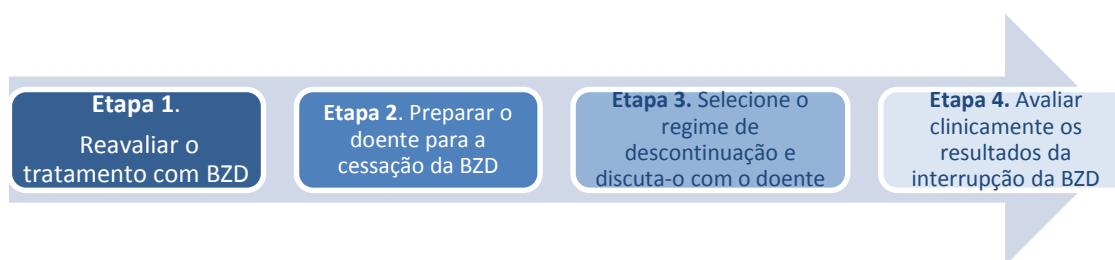 Etapa 1.
Reavaliar o
tratamento com BZD
Etapa 2. Preparar o
doente para a
cessação da BZD
Etapa 3. Selecione o
regime de
descontinuação e
discuta-o com o doente
Etapa 4. Avaliar
clinicamente os
resultados da
interrupção da BZD